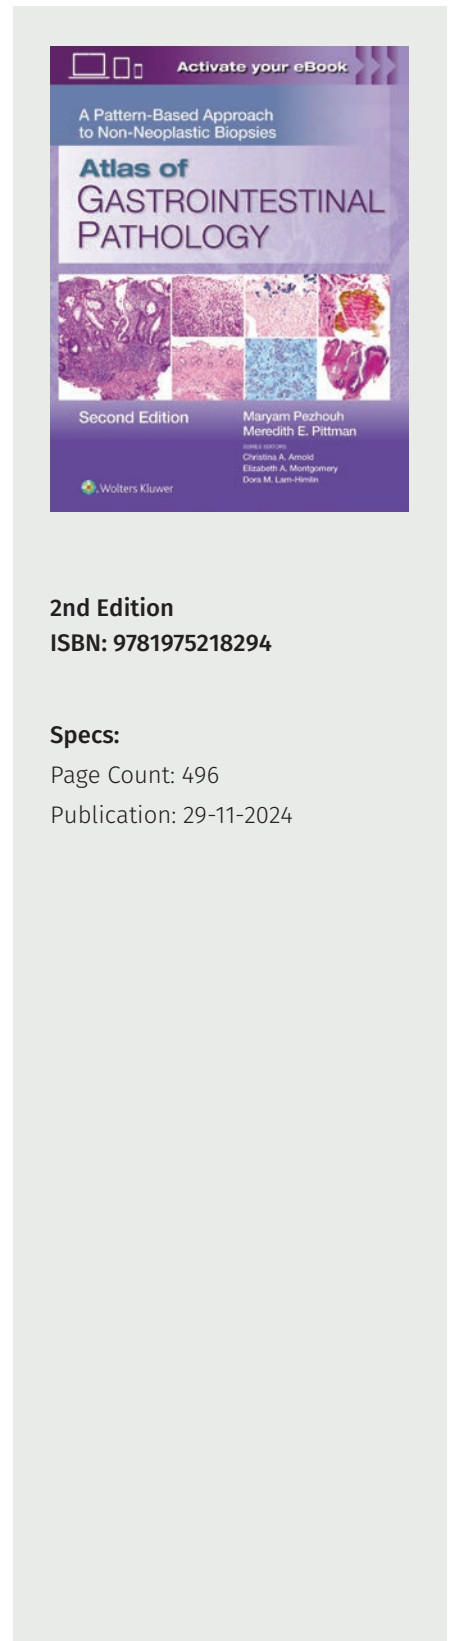 Activate your eBook
A Pattern-Based Approach
to Non-Neoplastic Biopsies
Atlas of
GASTROINTESTINAL
PATHOLOGY
Second Edition
Maryam Pezhouh
Meredith E. Pittman
SERIES EDITORS
Christina A. Arnold
Elizabeth A. Montgomery
Dora M. Lam-Himlin
Wolters Kluwer
2nd Edition
ISBN: 9781975218294
Specs:
Page Count: 496
Publication: 29-11-2024